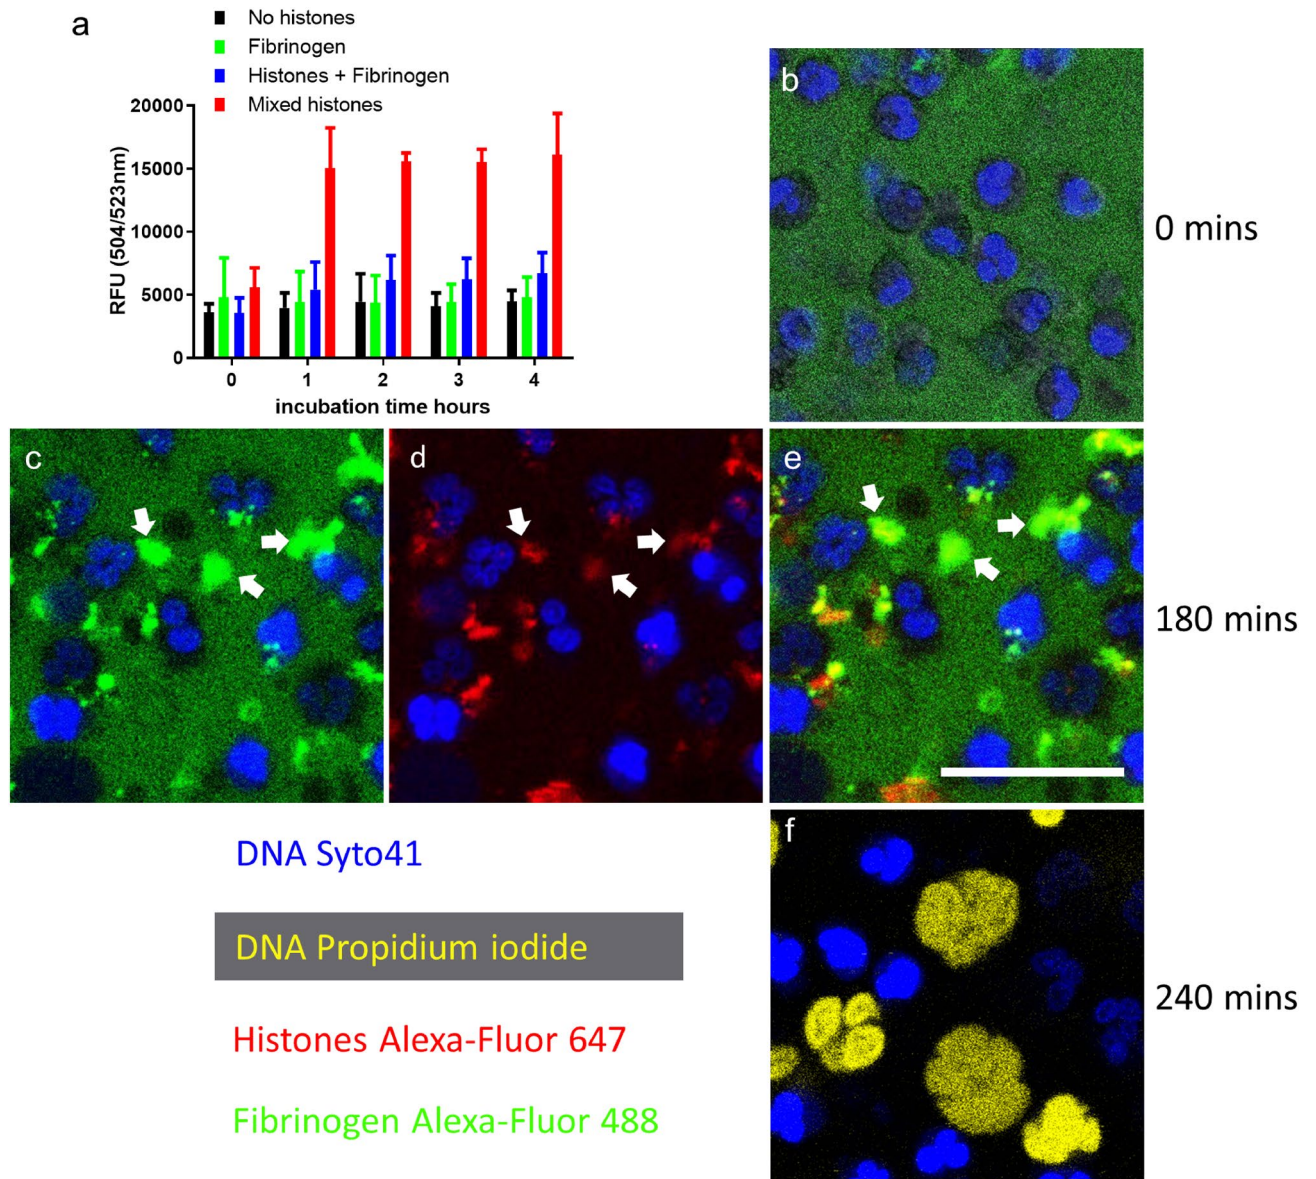 a
No histones
Fibrinogen
Histones + Fibrinogen
Mixed histones
20000
15000
10000
5000
0
RFU (504/523nm)
0 1 2 3 4
incubation time hours
b
0 mins
c
d
e
180 mins
DNA Syto41
DNA Propidium iodide
Histones Alexa-Fluor 647
Fibrinogen Alexa-Fluor 488
f
240 mins